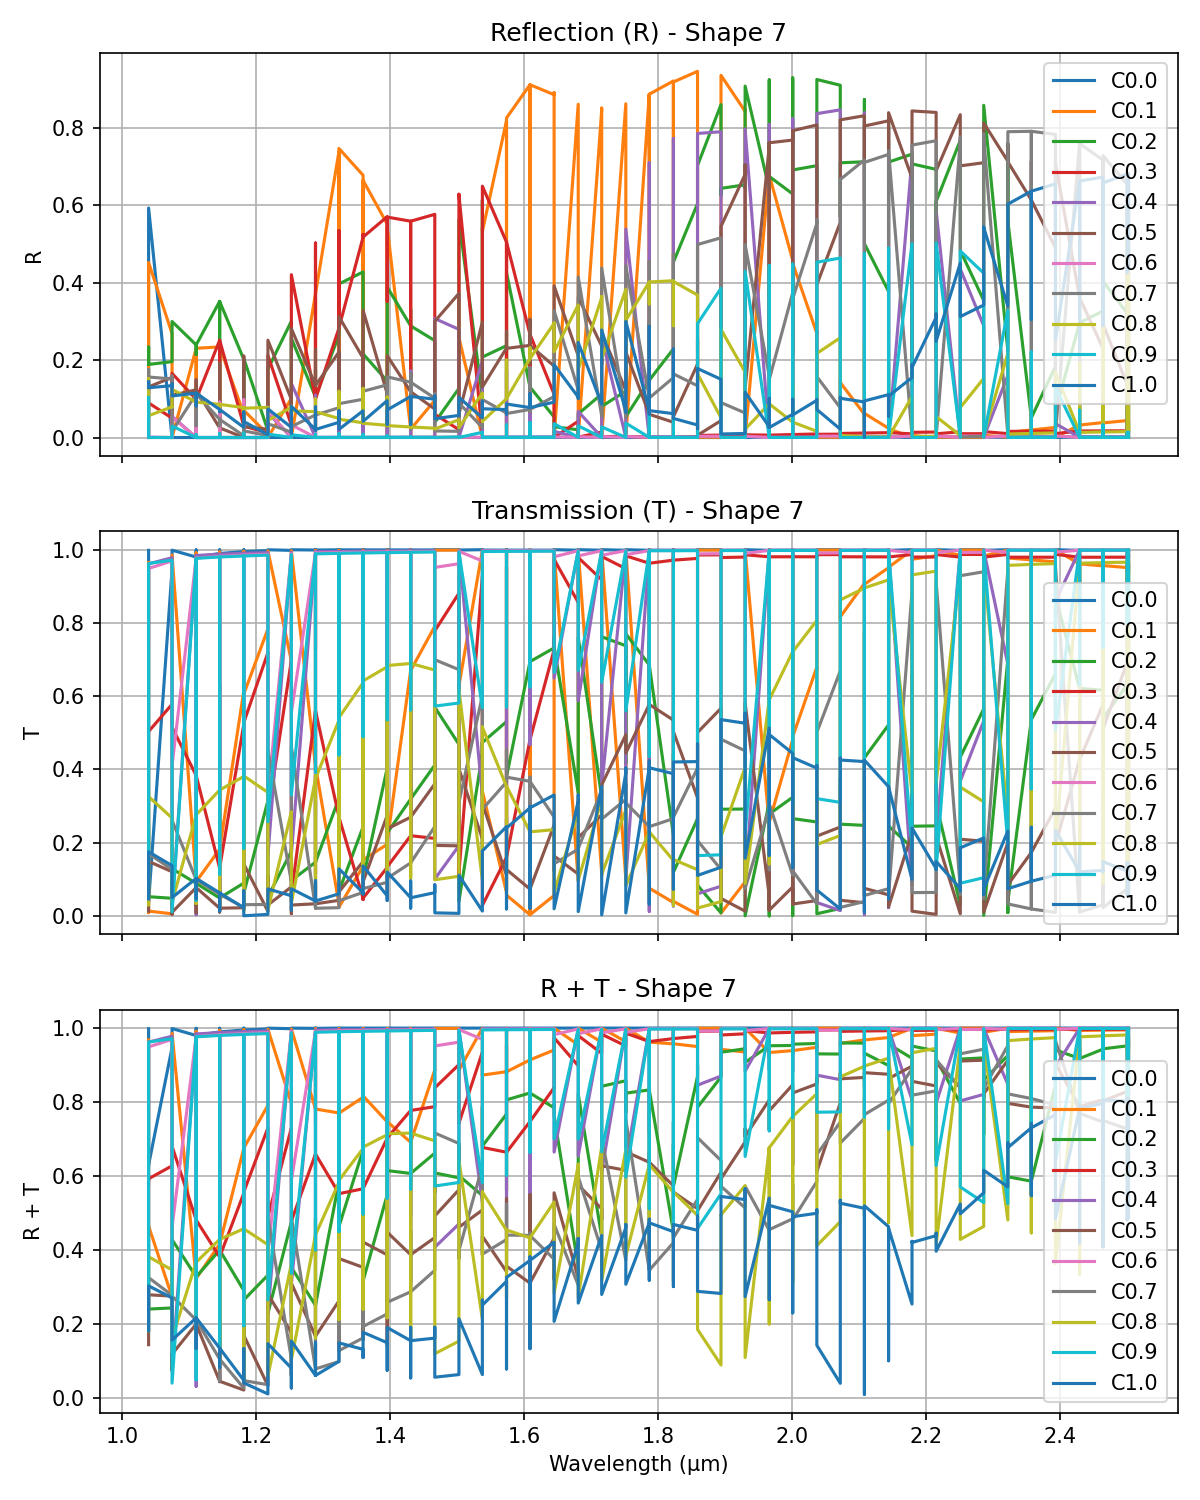 Reflection (R) - Shape 7
R
0.8
0.6
0.4
0.2
0.0
C0.0
C0.1
C0.2
C0.3
C0.4
C0.5
C0.6
C0.7
C0.8
C0.9
C1.0
Transmission (T) - Shape 7
T
1.0
0.8
0.6
0.4
0.2
0.0
C0.0
C0.1
C0.2
C0.3
C0.4
C0.5
C0.6
C0.7
C0.8
C0.9
C1.0
R + T - Shape 7
R + T
1.0
0.8
0.6
0.4
0.2
0.0
C0.0
C0.1
C0.2
C0.3
C0.4
C0.5
C0.6
C0.7
C0.8
C0.9
C1.0
1.0 1.2 1.4 1.6 1.8 2.0 2.2 2.4
Wavelength (μm)